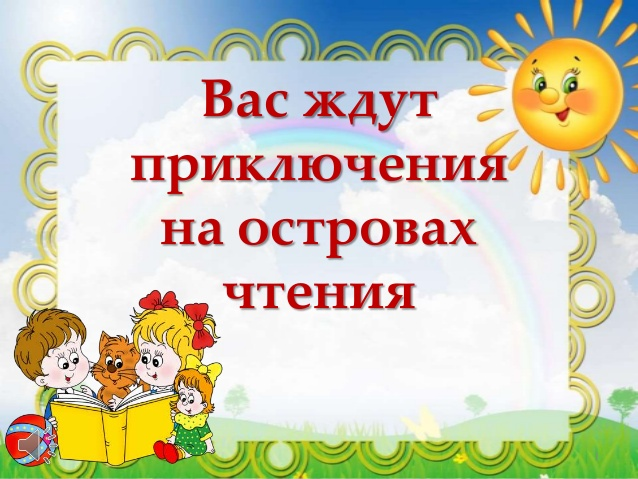 Вас ждут
приключения
на островах
чтения